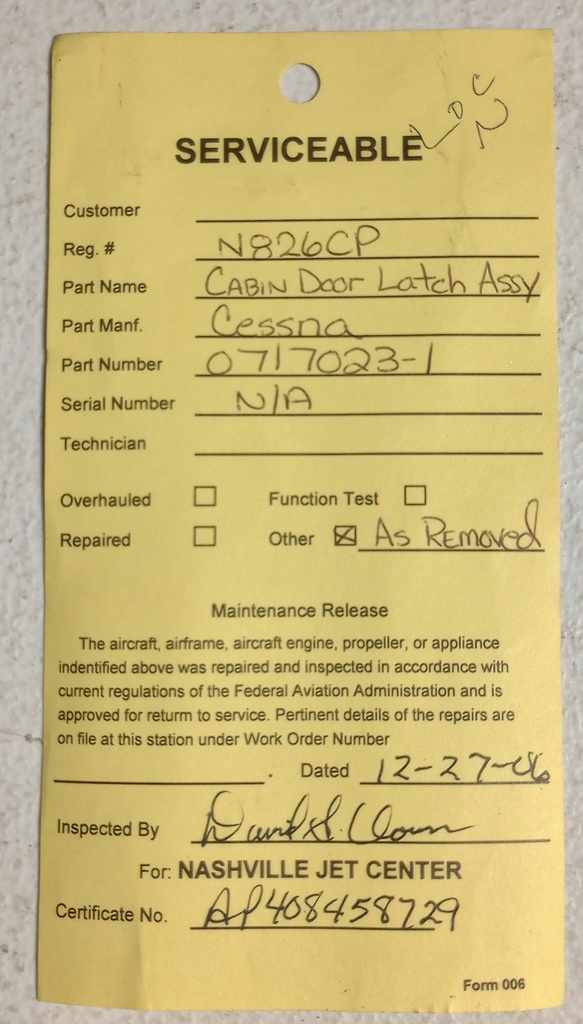 SERVICEABLE
Customer
Reg. # N826CP
Part Name CABIN Door Latch Assy
Part Manf. Cessna
Part Number 0717023-1
Serial Number N/A
Technician
Overhauled Function Test
Repaired Other As Removed
Maintenance Release
The aircraft, airframe, aircraft engine, propeller, or appliance
indentified above was repaired and inspected in accordance with
current regulations of the Federal Aviation Administration and is
approved for returm to service. Pertinent details of the repairs are
on file at this station under Work Order Number
. Dated 12-27-06
Inspected By David S.
For: NASHVILLE JET CENTER
Certificate No. AP408458729
Form 006